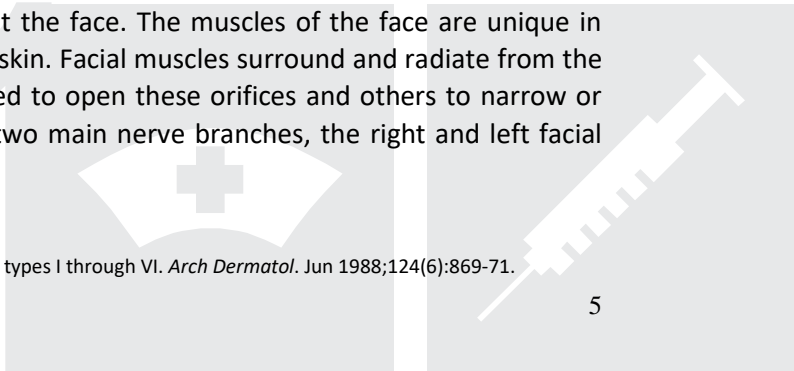 t the face. The muscles of the face are unique in
skin. Facial muscles surround and radiate from the
ed to open these orifices and others to narrow or
two main nerve branches, the right and left facial
types I through VI. Arch Dermatol. Jun 1988;124(6):869-71.
5